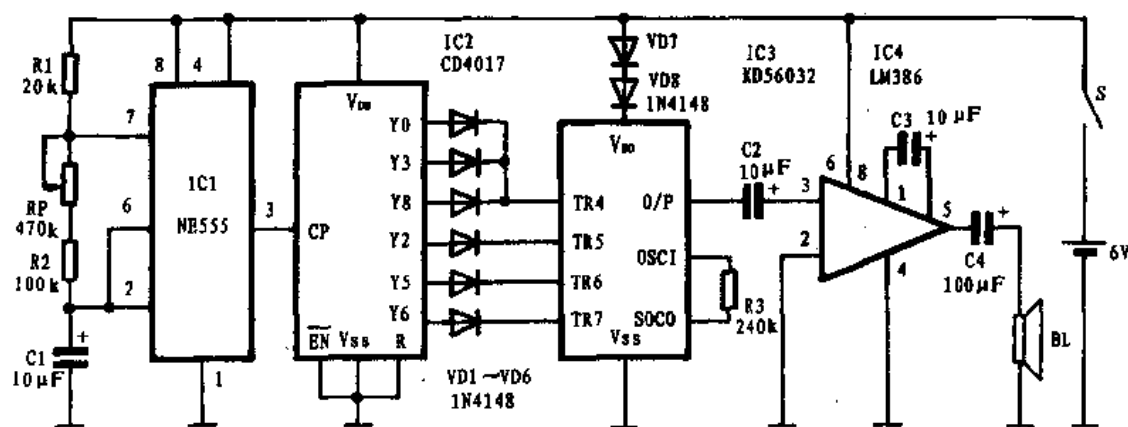 R1
20k
8
4
7
RP
470k
R2
100k
6
2
C1
+
10μF
1C1
NE555
3
1
IC2
CD4017
CP
Y0
Y3
Y8
Y2
Y5
Y6
EN
VSS
R
VD1～VD6
1N4148
VD7
VD8
1N4148
TR4
TR5
TR6
TR7
O/P
OSCI
SOCO
VSS
R3
240k
IC3
KD56032
C2
10μF
+
IC4
LM386
C3
10μF
+
6
8
1
3
2
5
4
C4
100μF
+
BL
S
6V